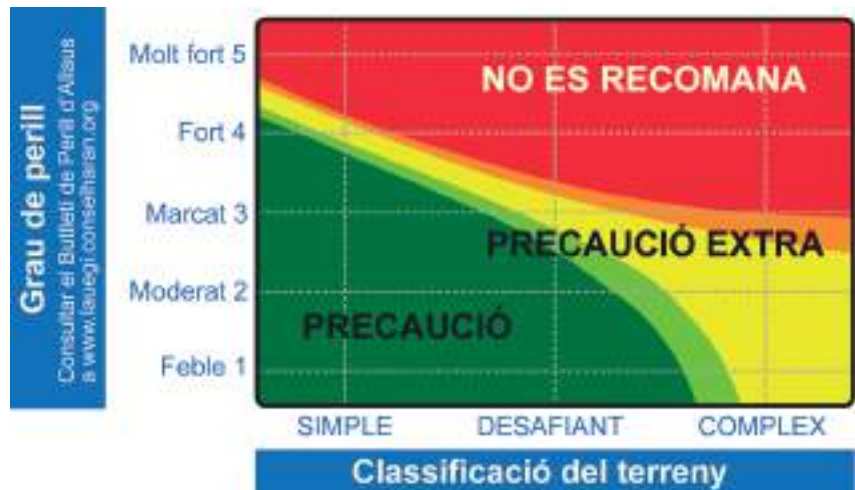 Grau de perill
Consultar el Butlletí de Perill d'Allaus
a www.lauegi.conselharan.org
Molt fort 5
Fort 4
Marcat 3
Moderat 2
Feble 1
NO ES RECOMANA
PRECAUCIÓ EXTRA
PRECAUCIÓ
SIMPLE
DESAFIANT
COMPLEX
Classificació del terreny